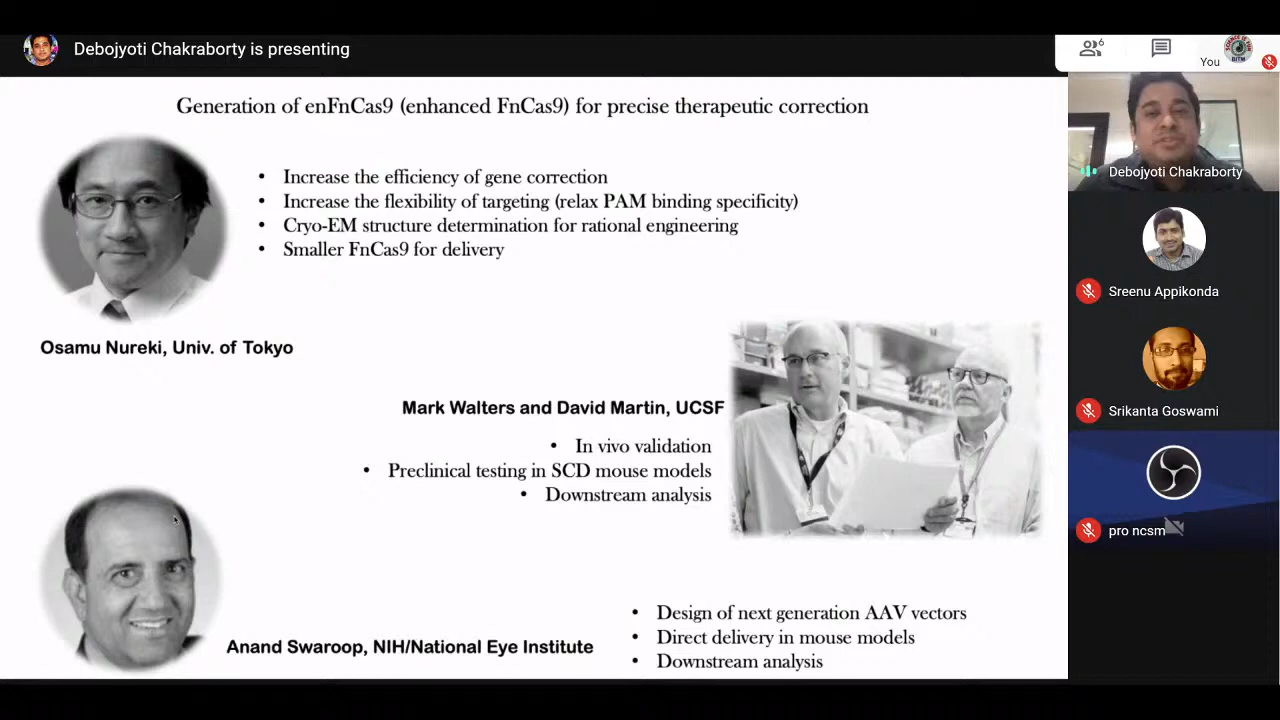 Debojyoti Chakraborty is presenting
6
You
Generation of enFnCas9 (enhanced FnCas9) for precise therapeutic correction
• Increase the efficiency of gene correction
• Increase the flexibility of targeting (relax PAM binding specificity)
• Cryo-EM structure determination for rational engineering
• Smaller FnCas9 for delivery
Osamu Nureki, Univ. of Tokyo
Mark Walters and David Martin, UCSF
• In vivo validation
• Preclinical testing in SCD mouse models
• Downstream analysis
Anand Swaroop, NIH/National Eye Institute
• Design of next generation AAV vectors
• Direct delivery in mouse models
• Downstream analysis
Debojyoti Chakraborty
Sreenu Appikonda
Srikanta Goswami
pro ncsm